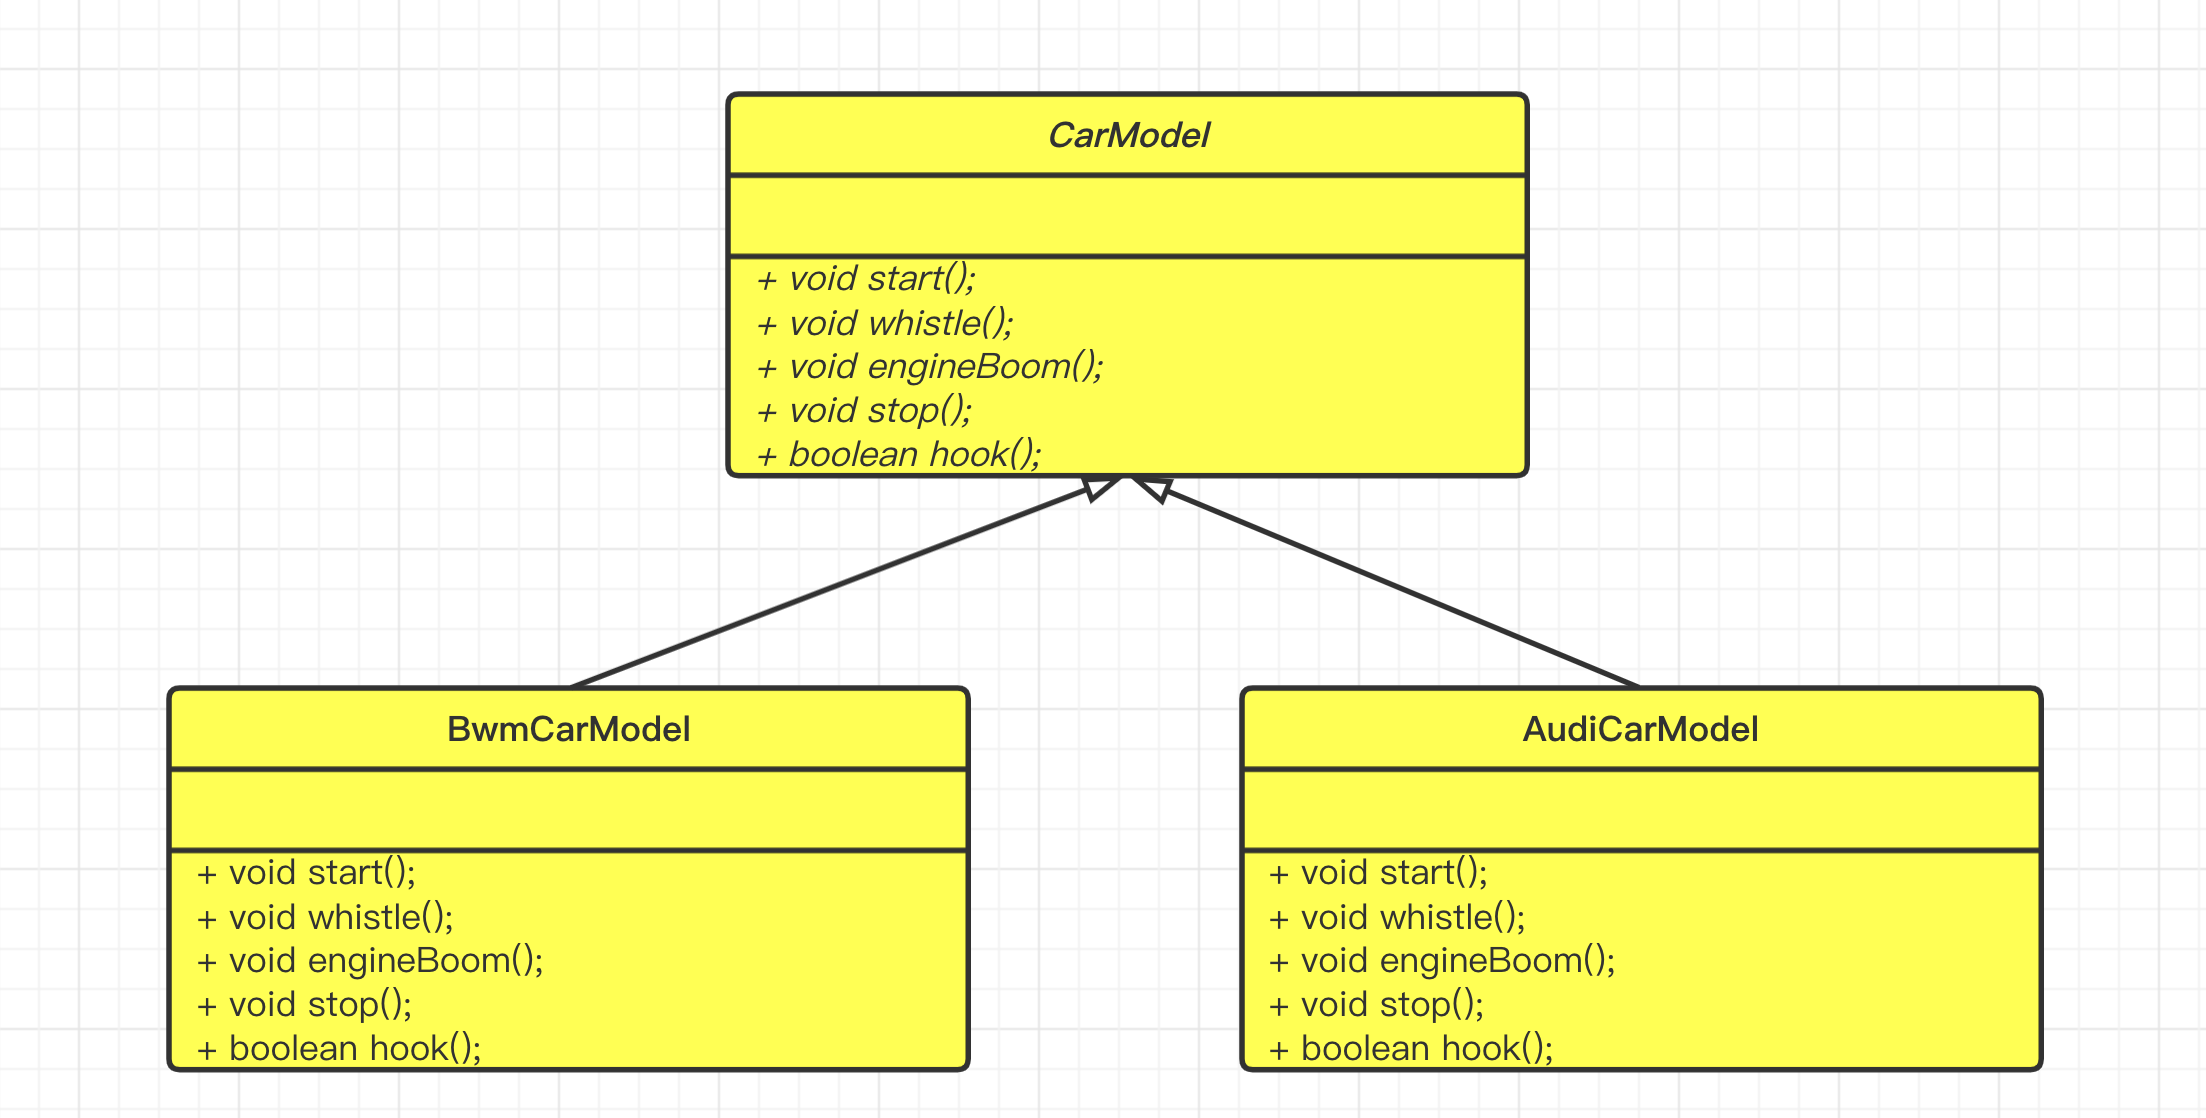 CarModel
+ void start();
+ void whistle();
+ void engineBoom();
+ void stop();
+ boolean hook();
BwmCarModel
+ void start();
+ void whistle();
+ void engineBoom();
+ void stop();
+ boolean hook();
AudiCarModel
+ void start();
+ void whistle();
+ void engineBoom();
+ void stop();
+ boolean hook();